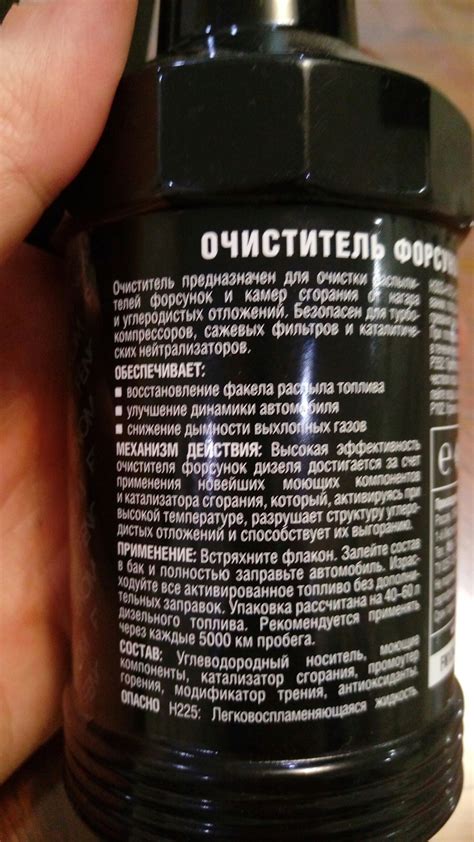 ОЧИСТИТЕЛЬ
Очиститель предназначен для очистки распыли-
телей форсунок и камер сгорания от нагара
и углеродистых отложений. Безопасен для турбо-
компрессоров, сажевых фильтров и каталитиче-
ских нейтрализаторов.
ОБЕСПЕЧИВАЕТ:
■ восстановление факела распыла топлива
■ улучшение динамики автомобиля
■ снижение дымности выхлопных газов
МЕХАНИЗМ ДЕЙСТВИЯ: Высокая эффективность
очистителя форсунок дизеля достигается за счет
применения новейших моющих компонентов
и катализатора сгорания, который, активируясь при
высокой температуре, разрушает структуру углеро-
дистых отложений и способствует их выгоранию.
ПРИМЕНЕНИЕ: Встряхните флакон. Залейте состав
в бак и полностью заправьте автомобиль. Израс-
ходуйте все активированное топливо без дополни-
тельных заправок. Упаковка рассчитана на 40–60 л
дизельного топлива. Рекомендуется применять
через каждые 5000 км пробега.
СОСТАВ: Углеводородный носитель, моющие
компоненты, катализатор сгорания, промоутер
горения, модификатор трения, антиоксиданты.
ОПАСНО H225: Легковоспламеняющаяся жидкость